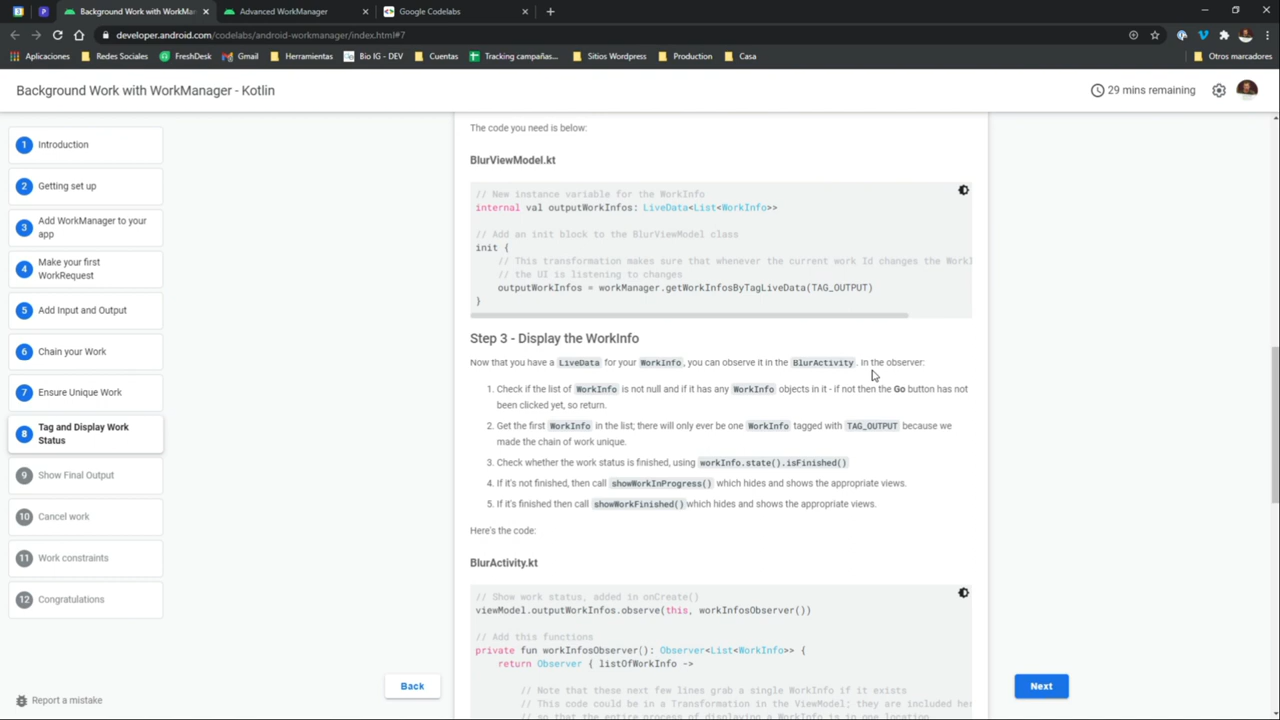 Background Work with WorkMa
Advanced WorkManager
Google Codelabs
developer.android.com/codelabs/android-workmanager/index.html#7
Aplicaciones
Redes Sociales
FreshDesk
Gmail
Herramientas
Bio IG - DEV
Cuentas
Tracking campañas...
Sitios Wordpress
Production
Casa
Otros marcadores
Background Work with WorkManager - Kotlin
29 mins remaining
1 Introduction
2 Getting set up
3 Add WorkManager to your
app
4 Make your first
WorkRequest
5 Add Input and Output
6 Chain your Work
7 Ensure Unique Work
8 Tag and Display Work
Status
9 Show Final Output
10 Cancel work
11 Work constraints
12 Congratulations
Report a mistake
The code you need is below:
BlurViewModel.kt
// New instance variable for the WorkInfo
internal val outputWorkInfos: LiveData<List<WorkInfo>>
// Add an init block to the BlurViewModel class
init {
// This transformation makes sure that whenever the current work Id changes the WorkI
// the UI is listening to changes
outputWorkInfos = workManager.getWorkInfosByTagLiveData(TAG_OUTPUT)
}
Step 3 - Display the WorkInfo
Now that you have a LiveData for your WorkInfo, you can observe it in the BlurActivity. In the observer:
1. Check if the list of WorkInfo is not null and if it has any WorkInfo objects in it - if not then the Go button has not
been clicked yet, so return.
2. Get the first WorkInfo in the list; there will only ever be one WorkInfo tagged with TAG_OUTPUT because we
made the chain of work unique.
3. Check whether the work status is finished, using workInfo.state().isFinished()
4. If it's not finished, then call showWorkInProgress() which hides and shows the appropriate views.
5. If it's finished then call showWorkFinished() which hides and shows the appropriate views.
Here's the code:
BlurActivity.kt
// Show work status, added in onCreate()
viewModel.outputWorkInfos.observe(this, workInfosObserver())
// Add this functions
private fun workInfosObserver(): Observer<List<WorkInfo>> {
return Observer { listOfWorkInfo ->
// Note that these next few lines grab a single WorkInfo if it exists
// This code could be in a Transformation in the ViewModel; they are included her
// so that the entire process of displaying a WorkInfo is in one location.
Back
Next